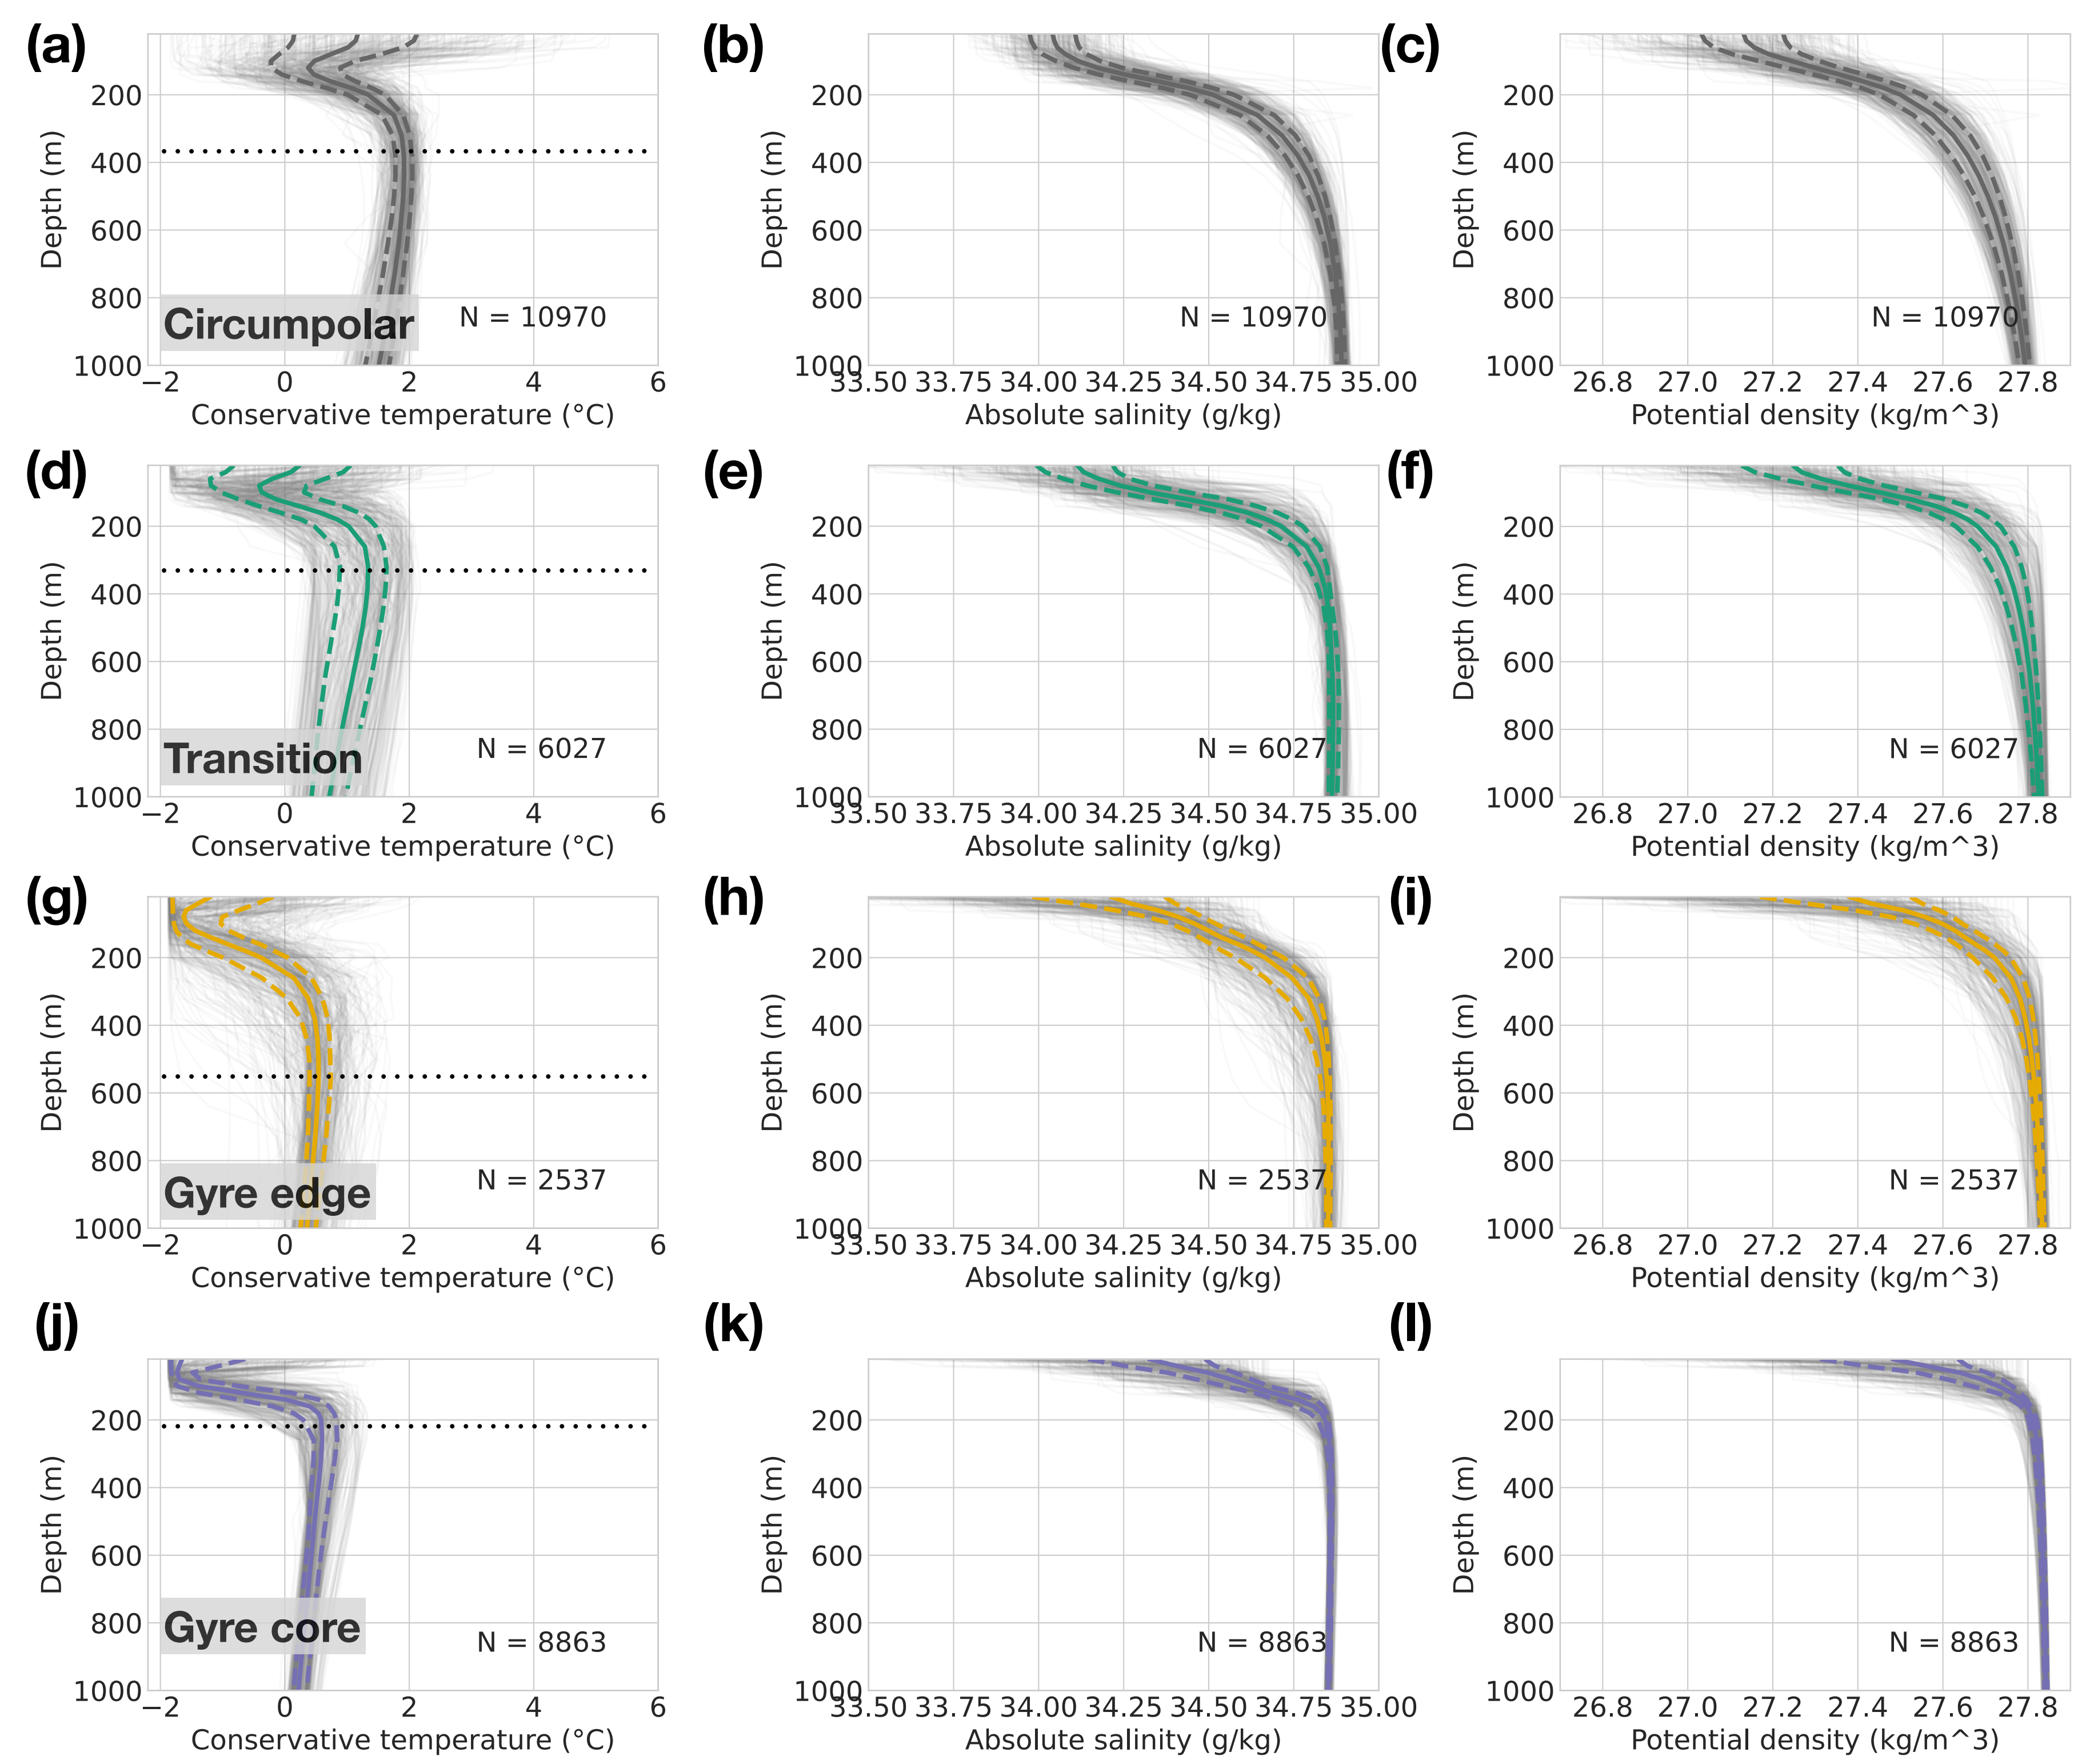 (a) (b) (c)
200 200 200
400 400 400
600 600 600
800 800 800
1000 1000 1000
Depth (m) Depth (m) Depth (m)
Circumpolar N = 10970 N = 10970 N = 10970
−2 0 2 4 6 33.50 33.75 34.00 34.25 34.50 34.75 35.00 26.8 27.0 27.2 27.4 27.6 27.8
Conservative temperature (°C) Absolute salinity (g/kg) Potential density (kg/m^3)
(d) (e) (f)
200 200 200
400 400 400
600 600 600
800 800 800
1000 1000 1000
Depth (m) Depth (m) Depth (m)
Transition N = 6027 N = 6027 N = 6027
−2 0 2 4 6 33.50 33.75 34.00 34.25 34.50 34.75 35.00 26.8 27.0 27.2 27.4 27.6 27.8
Conservative temperature (°C) Absolute salinity (g/kg) Potential density (kg/m^3)
(g) (h) (i)
200 200 200
400 400 400
600 600 600
800 800 800
1000 1000 1000
Depth (m) Depth (m) Depth (m)
Gyre edge N = 2537 N = 2537 N = 2537
−2 0 2 4 6 33.50 33.75 34.00 34.25 34.50 34.75 35.00 26.8 27.0 27.2 27.4 27.6 27.8
Conservative temperature (°C) Absolute salinity (g/kg) Potential density (kg/m^3)
(j) (k) (l)
200 200 200
400 400 400
600 600 600
800 800 800
1000 1000 1000
Depth (m) Depth (m) Depth (m)
Gyre core N = 8863 N = 8863 N = 8863
−2 0 2 4 6 33.50 33.75 34.00 34.25 34.50 34.75 35.00 26.8 27.0 27.2 27.4 27.6 27.8
Conservative temperature (°C) Absolute salinity (g/kg) Potential density (kg/m^3)